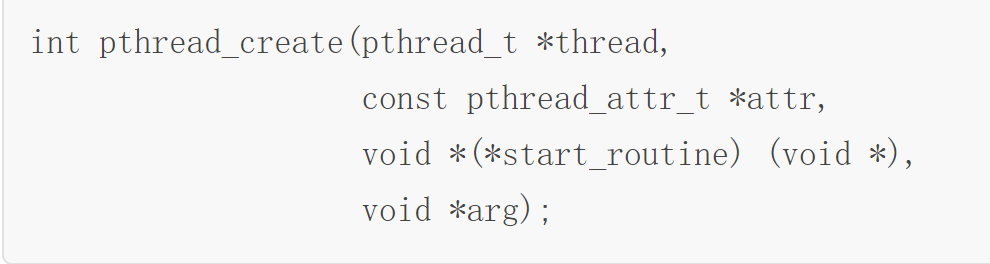 int pthread_create(pthread_t *thread,
const pthread_attr_t *attr,
void *(*start_routine) (void *),
void *arg);